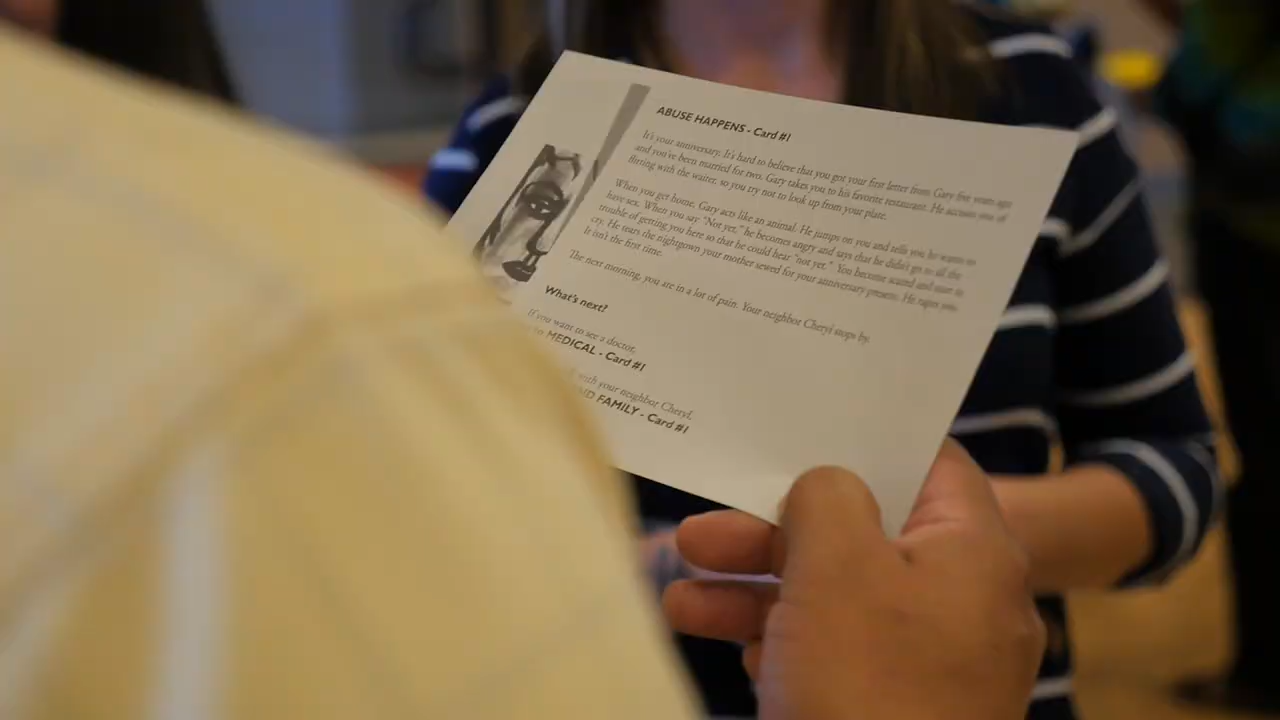 ABUSE HAPPENS - Card #1
It's your anniversary. It's hard to believe that you got your first letter from Gary five years ago
and you've been married for two. Gary takes you to his favorite restaurant. He accuses you of
flirting with the waiter, so you try not to look up from your plate.
When you get home, Gary acts like an animal. He jumps on you and tells you he wants to
have sex. When you say "Not yet," he becomes angry and says that he didn't go to all the
trouble of getting you here so that he could hear "not yet." You become scared and start to
cry. He tears the nightgown your mother sewed for your anniversary present. He rapes you.
It isn't the first time.
The next morning, you are in a lot of pain. Your neighbor Cheryl stops by.
What's next?
If you want to see a doctor,
to MEDICAL - Card #1
with your neighbor Cheryl,
FAMILY - Card #1